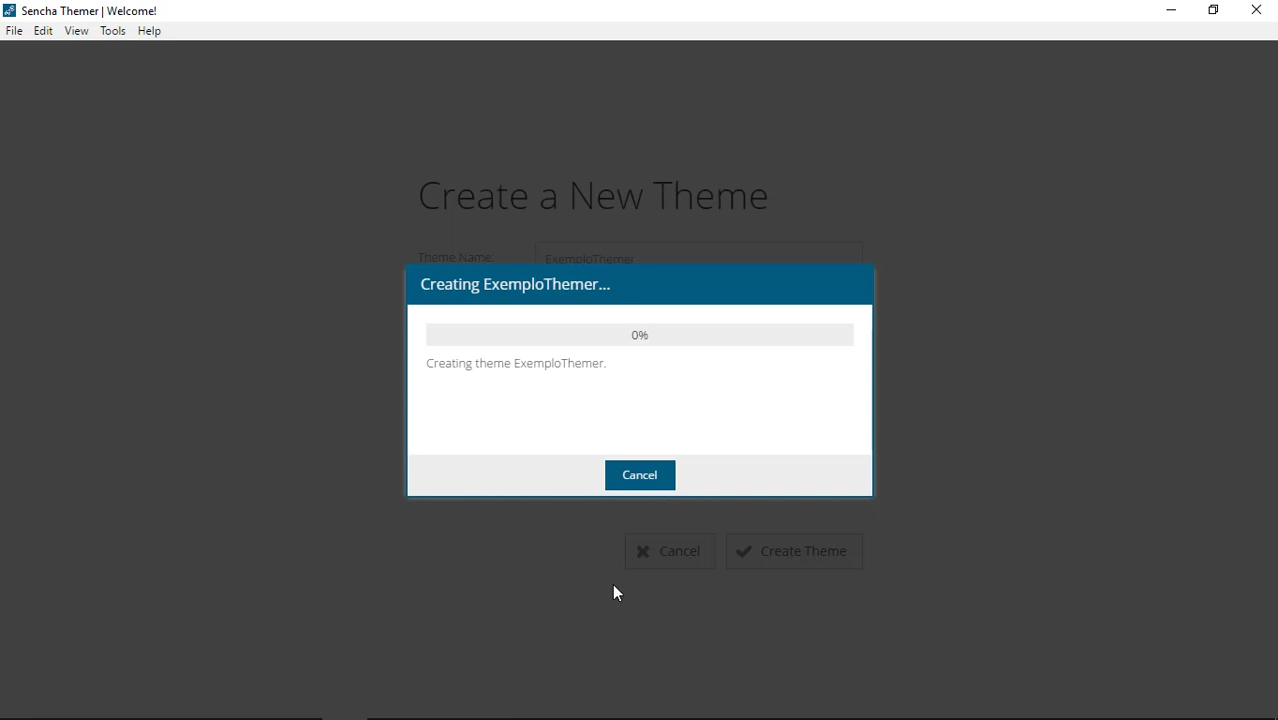 Sencha Themer | Welcome!
File Edit View Tools Help
Create a New Theme
Theme Name: ExemploThemer
Creating ExemploThemer...
0%
Creating theme ExemploThemer.
Cancel
Cancel Create Theme